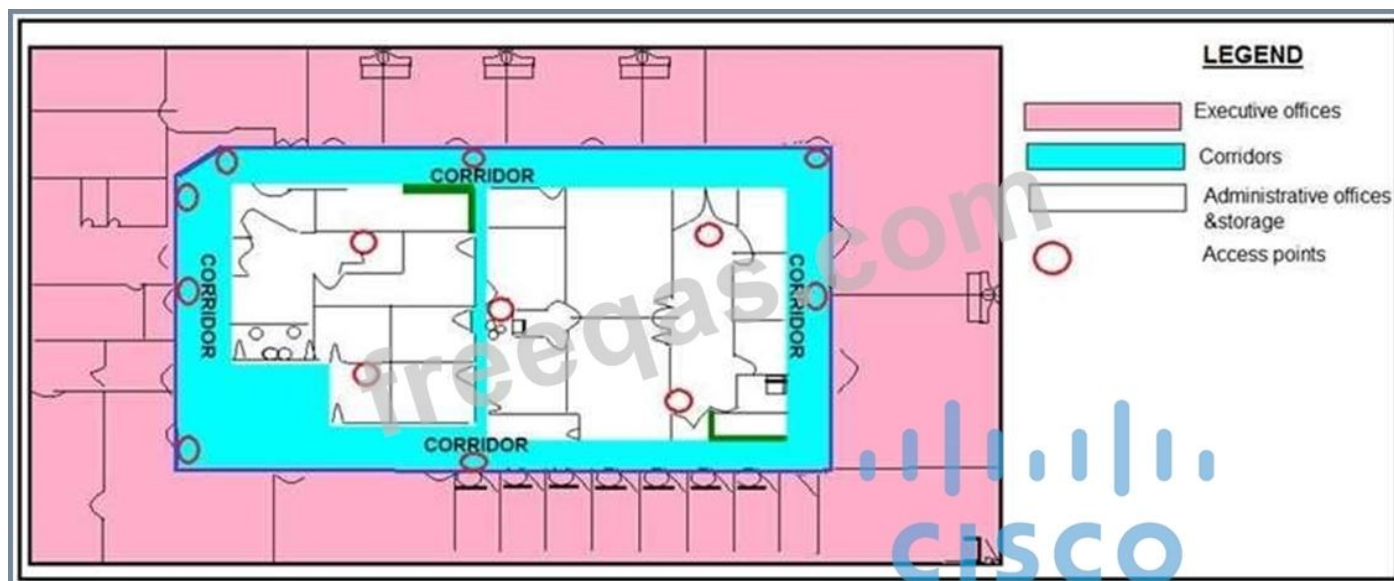 LEGEND
Executive offices
Corridors
Administrative offices
&storage
Access points
CORRIDOR
CORRIDOR
CORRIDOR
CORRIDOR
freeqas.com
CISCO